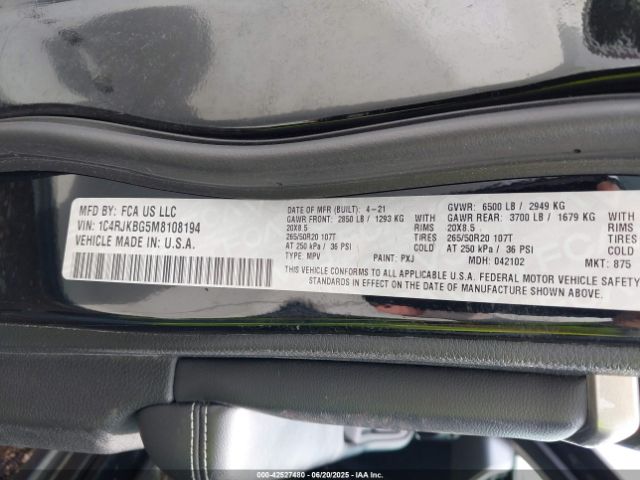 MFD BY: FCA US LLC
VIN: 1C4RJKBG5M8108194
VEHICLE MADE IN U.S.A.
DATE OF MFR (BUILT) 4-21
GAWR FRONT: 2850 LB / 1293 KG
20X8.5 RIMS
265/50R20 107T TIRES
AT 250 kPa / 36 PSI COLD
TYPE: MPV PAINT: PXJ
GVWR: 6500 LB / 2949 KG
GAWR REAR: 3700 LB / 1679 KG
20X8.5 RIMS
265/50R20 107T TIRES
AT 250 kPa / 36 PSI COLD
MDH: 042102 MKT: 875
THIS VEHICLE CONFORMS TO ALL APPLICABLE U.S.A. FEDERAL MOTOR VEHICLE SAFETY
STANDARDS IN EFFECT ON THE DATE OF MANUFACTURE SHOWN ABOVE.
000-42527480 - 06/20/2025 - IAAI.COM